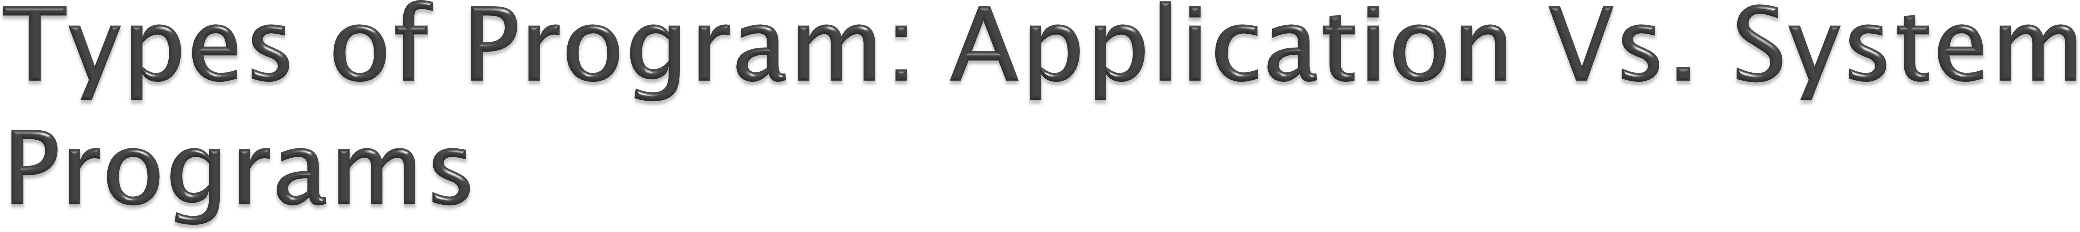 Types of Program: Application Vs. System
Programs